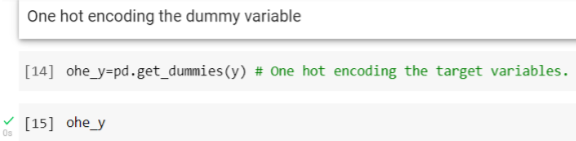 One hot encoding the dummy variable
[14] ohe_y=pd.get_dummies(y) # One hot encoding the target variables.
[15] ohe_y
0s